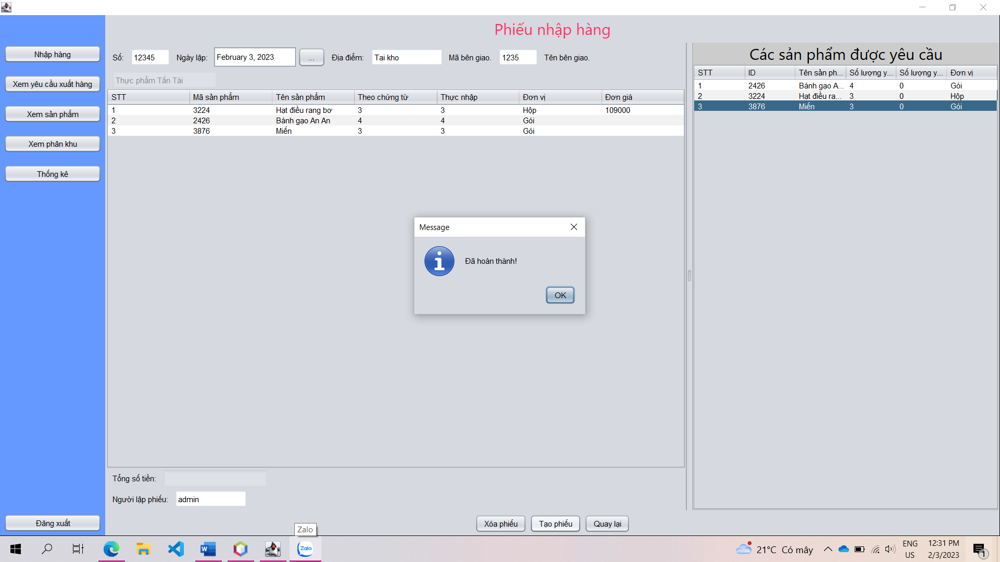 Phiếu nhập hàng
Nhập hàng
Xem yêu cầu xuất hàng
Xem sản phẩm
Xem phân khu
Thống kê
Đăng xuất
Số: 12345 Ngày lập: February 3, 2023 ... Địa điểm: Tai kho Mã bên giao. 1235 Tên bên giao.
Thực phẩm Tấn Tài
STT Mã sản phẩm Tên sản phẩm Theo chứng từ Thực nhập Đơn vị Đơn giá
1 3224 Hạt điều rang bơ 3 3 Hộp 109000
2 2426 Bánh gạo An An 4 4 Gói
3 3876 Miến 3 3 Gói
Message
Đã hoàn thành!
OK
Tổng số tiền:
Người lập phiếu: admin
Xóa phiếu Tạo phiếu Quay lại
Các sản phẩm được yêu cầu
STT ID Tên sản ph... Số lượng y... Số lượng y... Đơn vị
1 2426 Bánh gạo A... 4 0 Gói
2 3224 Hạt điều ra... 3 0 Hộp
3 3876 Miến 3 0 Gói
Zalo
W
Zalo
21°C Có mây
ENG
US
12:31 PM
2/3/2023
1